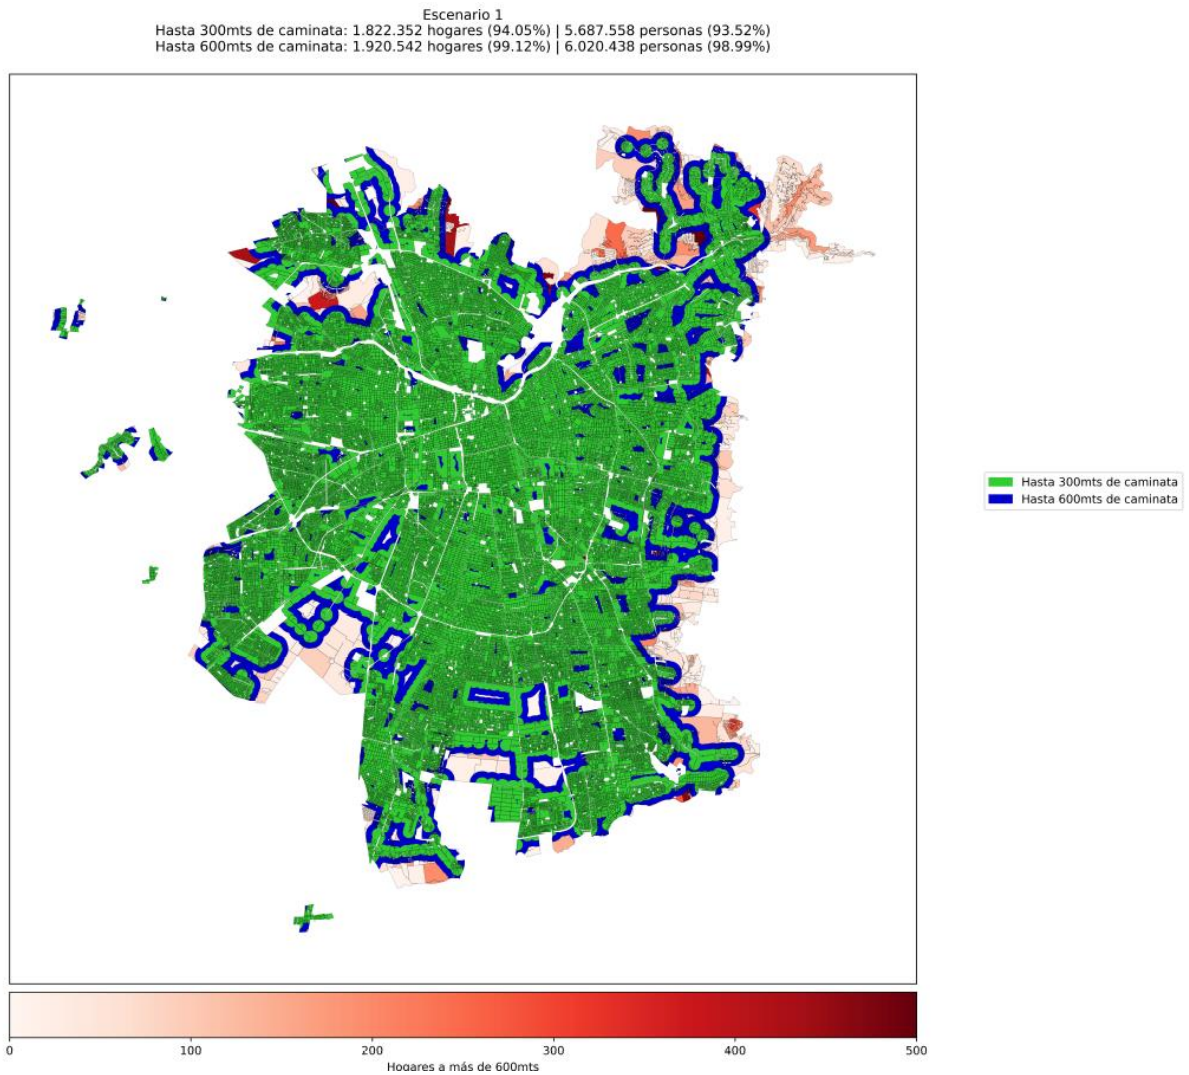 Escenario 1
Hasta 300mts de caminata: 1.822.352 hogares (94.05%) | 5.687.558 personas (93.52%)
Hasta 600mts de caminata: 1.920.542 hogares (99.12%) | 6.020.438 personas (98.99%)
Hasta 300mts de caminata
Hasta 600mts de caminata
0 100 200 300 400 500
Hogares a más de 600mts